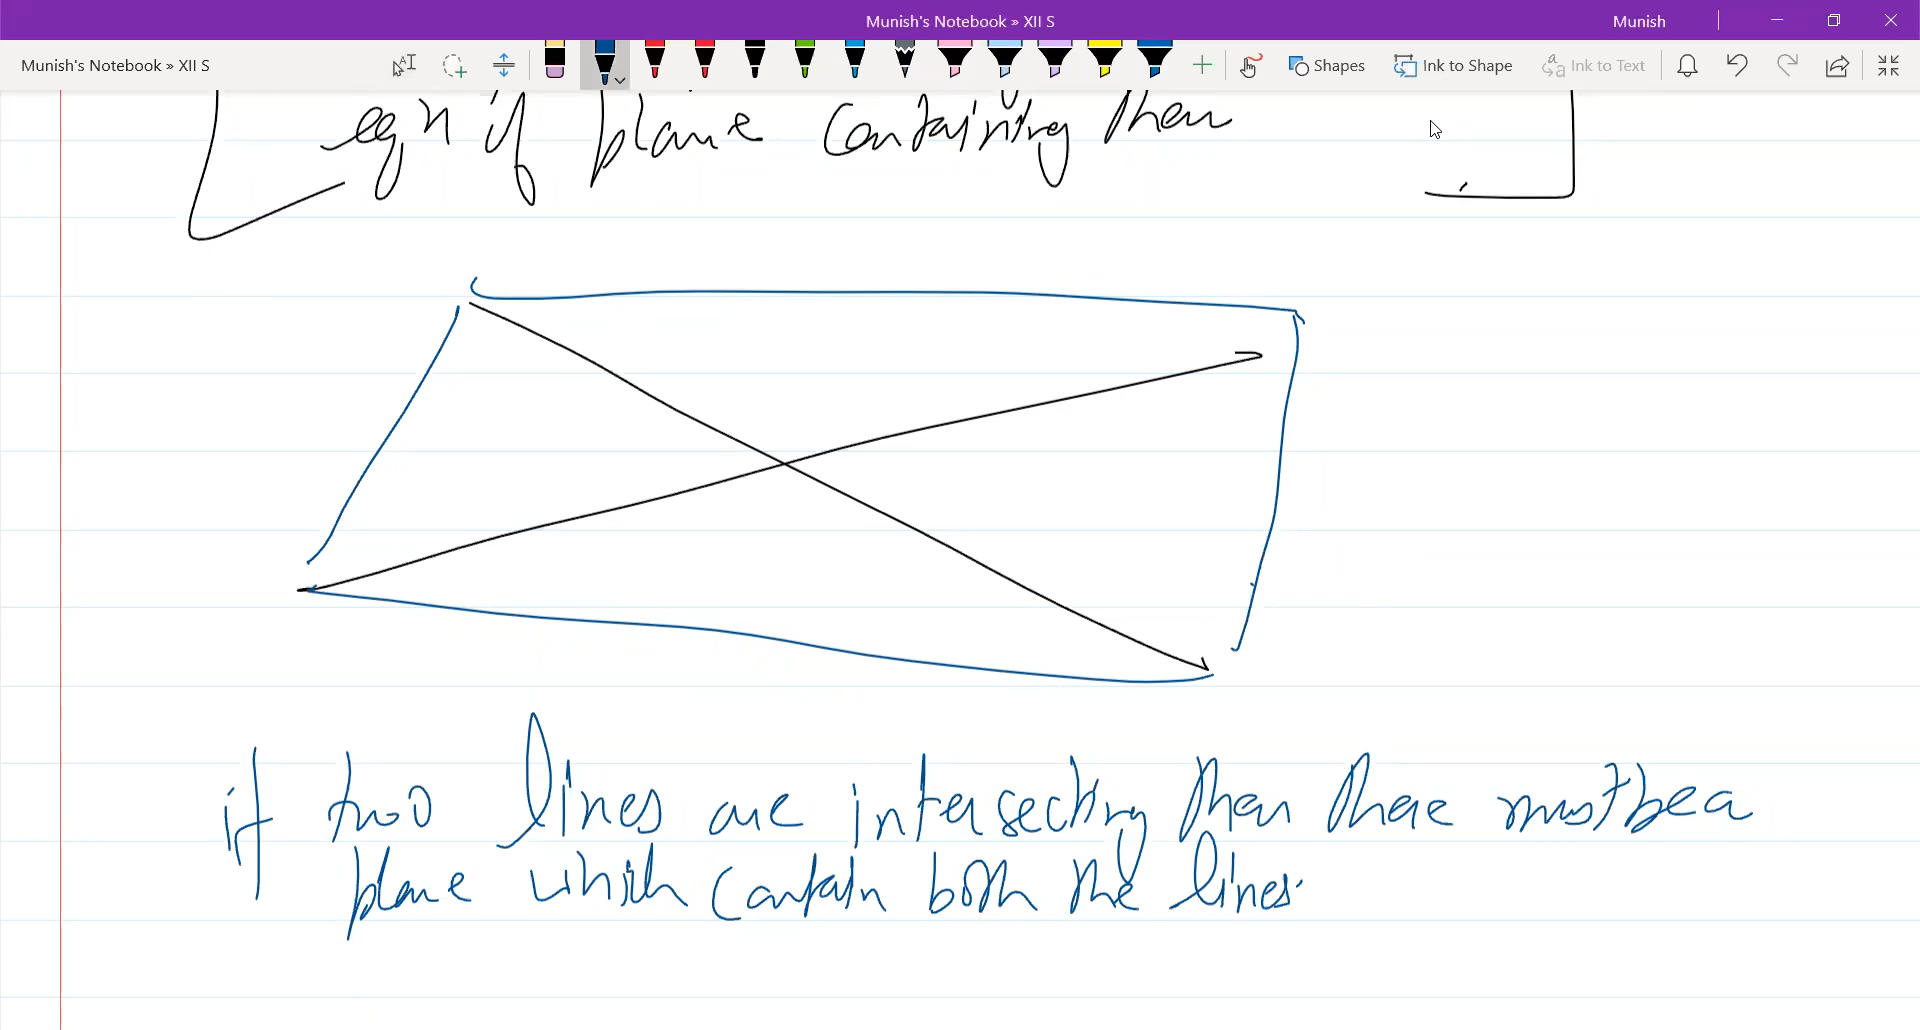 Munish's Notebook » XII S
Munish
Munish's Notebook » XII S
Shapes
Ink to Shape
Ink to Text
eqn if plane containing them
if two lines are intersecting then there must be a
plane which contain both the lines.